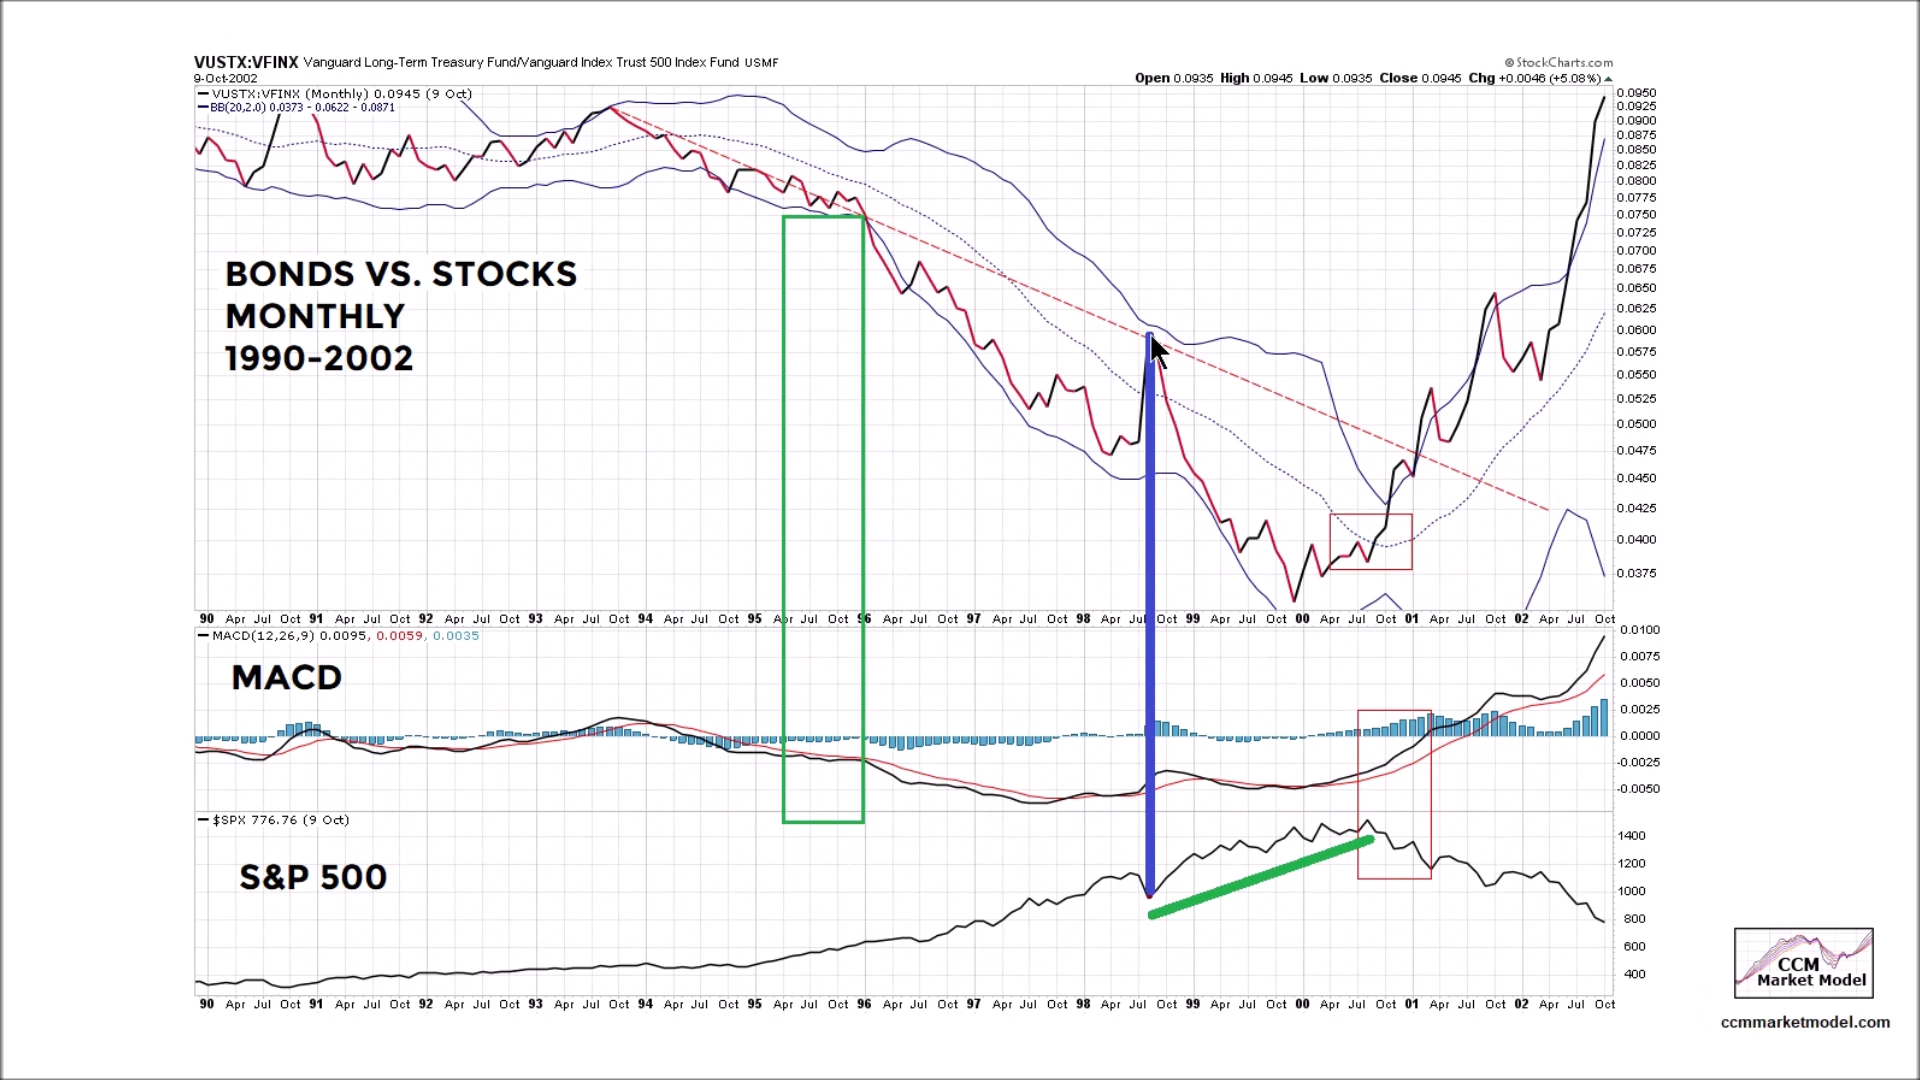 VUSTX:VFINX Vanguard Long-Term Treasury Fund/Vanguard Index Trust 500 Index Fund USMF
© StockCharts.com
9-Oct-2002
Open 0.0935 High 0.0945 Low 0.0935 Close 0.0945 Chg +0.0046 (+5.08%)
VUSTX:VFINX (Monthly) 0.0945 (9 Oct)
BB(20,2.0) 0.0373 - 0.0622 - 0.0871
0.0950
0.0925
0.0900
0.0875
0.0850
0.0825
0.0800
0.0775
0.0750
0.0725
0.0700
0.0675
0.0650
0.0625
0.0600
0.0575
0.0550
0.0525
0.0500
0.0475
0.0450
0.0425
0.0400
0.0375
BONDS VS. STOCKS
MONTHLY
1990-2002
90 Apr Jul Oct 91 Apr Jul Oct 92 Apr Jul Oct 93 Apr Jul Oct 94 Apr Jul Oct 95 Apr Jul Oct 96 Apr Jul Oct 97 Apr Jul Oct 98 Apr Jul Oct 99 Apr Jul Oct 00 Apr Jul Oct 01 Apr Jul Oct 02 Apr Jul Oct
MACD(12,26,9) 0.0095, 0.0059, 0.0035
MACD
0.0100
0.0075
0.0050
0.0025
0.0000
-0.0025
-0.0050
$SPX 776.76 (9 Oct)
S&P 500
1400
1200
1000
800
600
400
90 Apr Jul Oct 91 Apr Jul Oct 92 Apr Jul Oct 93 Apr Jul Oct 94 Apr Jul Oct 95 Apr Jul Oct 96 Apr Jul Oct 97 Apr Jul Oct 98 Apr Jul Oct 99 Apr Jul Oct 00 Apr Jul Oct 01 Apr Jul Oct 02 Apr Jul Oct
CCM
Market Model
ccmmarketmodel.com